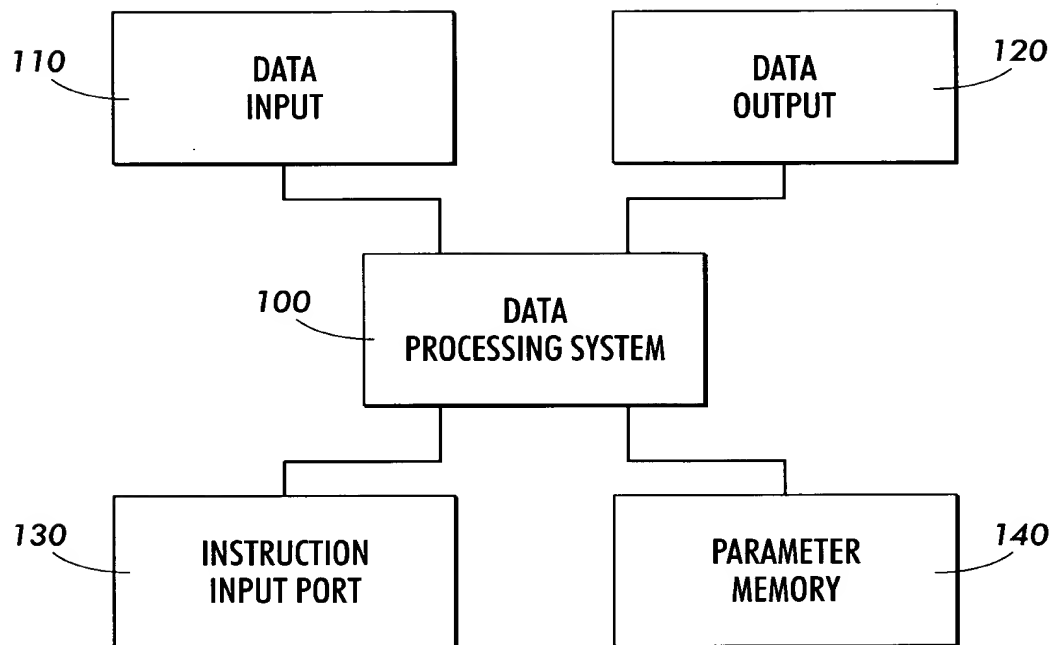 110
DATA
INPUT
DATA
OUTPUT
120
100
DATA
PROCESSING SYSTEM
130
INSTRUCTION
INPUT PORT
PARAMETER
MEMORY
140